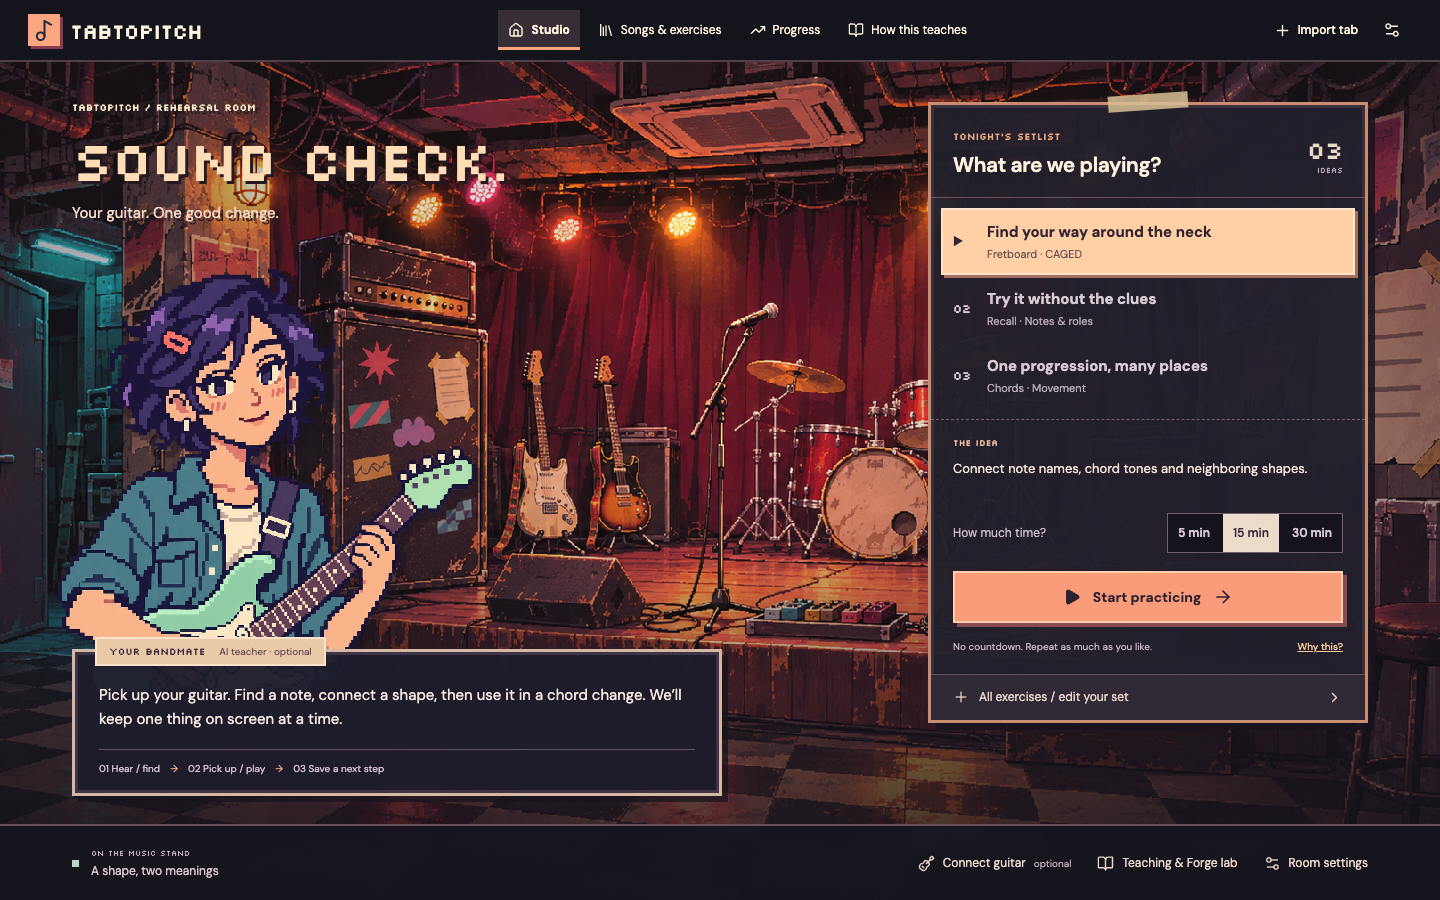 TABTOPITCH
Studio
Songs & exercises
Progress
How this teaches
Import tab
TABTOPITCH / REHEARSAL ROOM
SOUND CHECK.
Your guitar. One good change.
TONIGHT'S SETLIST
What are we playing?
03
IDEAS
Find your way around the neck
Fretboard · CAGED
02
Try it without the clues
Recall · Notes & roles
03
One progression, many places
Chords · Movement
THE IDEA
Connect note names, chord tones and neighboring shapes.
How much time?
5 min
15 min
30 min
Start practicing
No countdown. Repeat as much as you like.
Why this?
All exercises / edit your set
YOUR BANDMATE
AI teacher · optional
Pick up your guitar. Find a note, connect a shape, then use it in a chord change. We’ll
keep one thing on screen at a time.
01 Hear / find → 02 Pick up / play → 03 Save a next step
ON THE MUSIC STAND
A shape, two meanings
Connect guitar optional
Teaching & Forge lab
Room settings